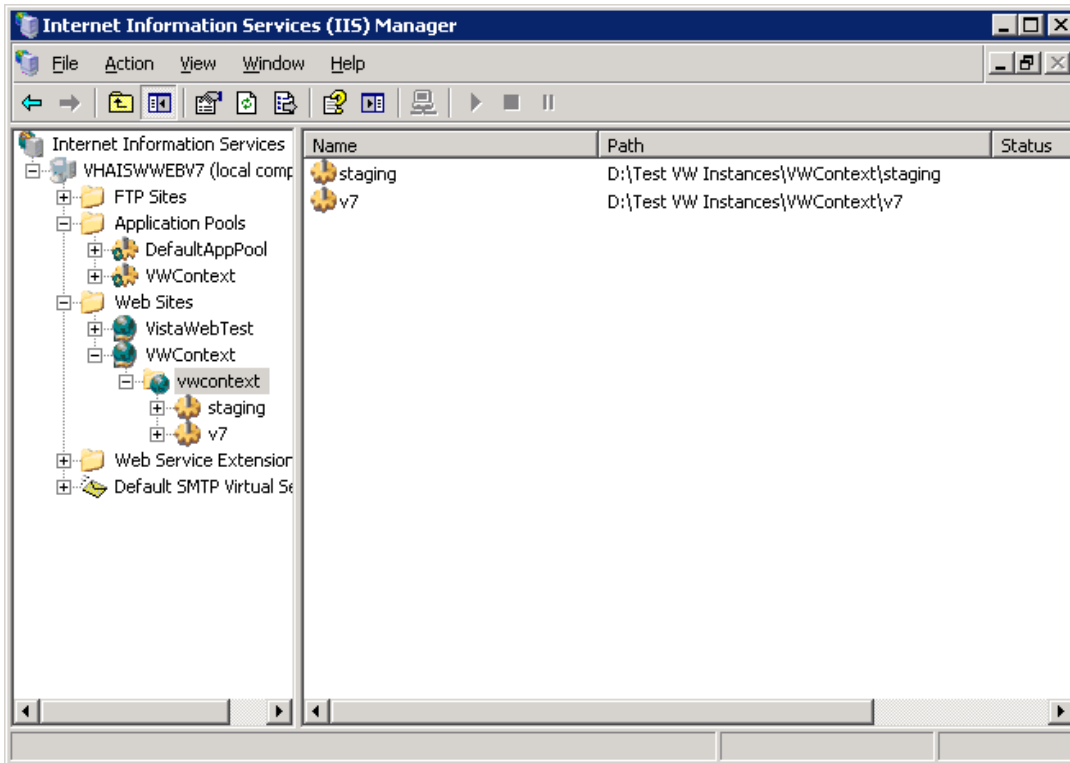 Internet Information Services (IIS) Manager
File Action View Window Help
Internet Information Services
VHAISWWEBV7 (local comp
FTP Sites
Application Pools
DefaultAppPool
VWContext
Web Sites
VistaWebTest
VWContext
vwcontext
staging
v7
Web Service Extension
Default SMTP Virtual Se
Name Path Status
staging D:\Test VW Instances\VWContext\staging
v7 D:\Test VW Instances\VWContext\v7